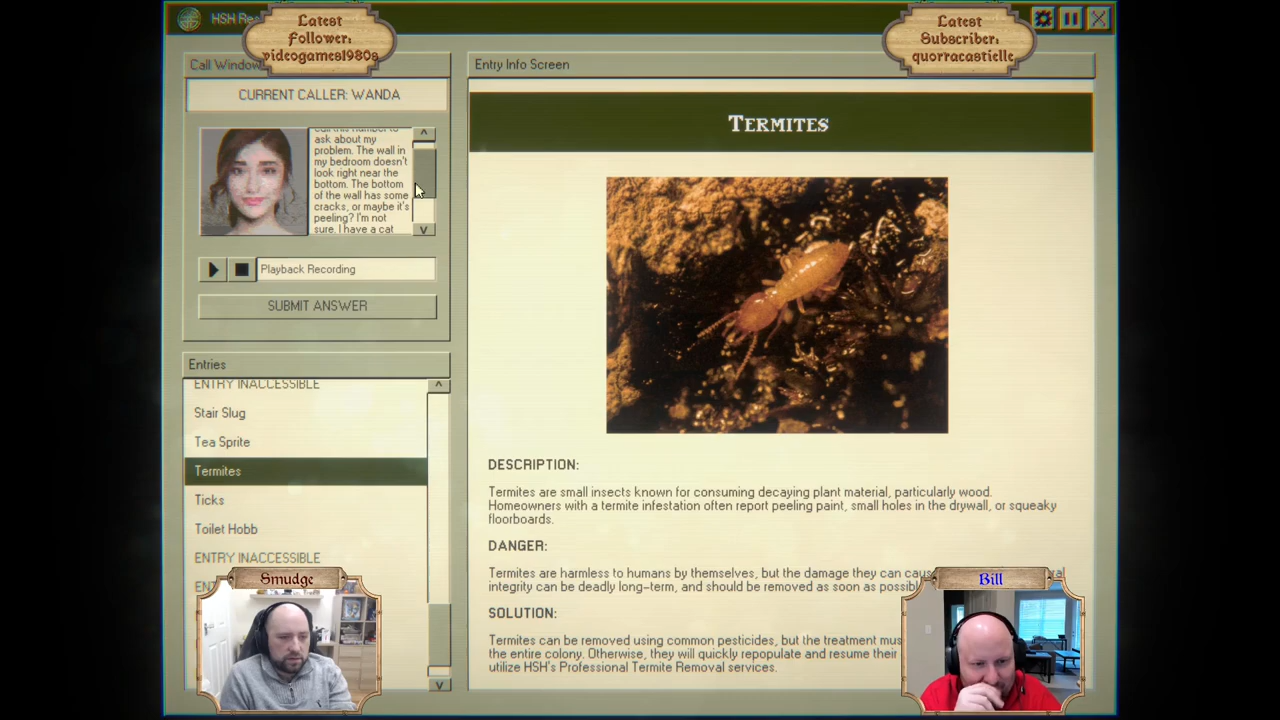 HSH
Latest
Follower:
videogames1980s
Latest
Subscriber:
quorracastielle
Call Window
CURRENT CALLER: WANDA
ask about my
problem. The wall in
my bedroom doesn't
look right near the
bottom. The bottom
of the wall has some
cracks, or maybe it's
peeling? I'm not
sure. I have a cat
Playback Recording
SUBMIT ANSWER
Entries
ENTRY INACCESSIBLE
Stair Slug
Tea Sprite
Termites
Ticks
Toilet Hobb
ENTRY INACCESSIBLE
Smudge
Entry Info Screen
TERMITES
DESCRIPTION:
Termites are small insects known for consuming decaying plant material, particularly wood.
Homeowners with a termite infestation often report peeling paint, small holes in the drywall, or squeaky
floorboards.
DANGER:
Termites are harmless to humans by themselves, but the damage they can
integrity can be deadly long-term, and should be removed as soon as
SOLUTION:
Termites can be removed using common pesticides, but the treatment
the entire colony. Otherwise, they will quickly repopulate and resume their
utilize HSH's Professional Termite Removal services.
Bill